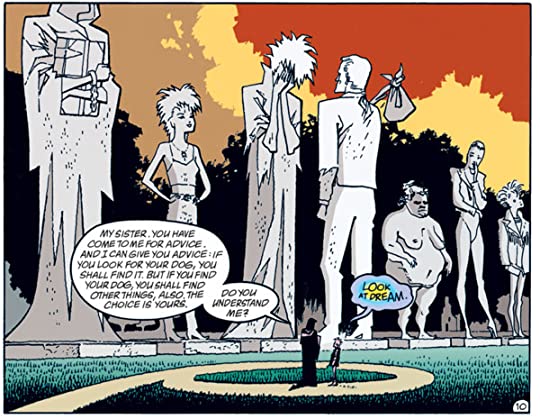 MY SISTER. YOU HAVE
COME TO ME FOR ADVICE.
AND I CAN GIVE YOU ADVICE: IF
YOU LOOK FOR YOUR DOG, YOU
SHALL FIND IT. BUT IF YOU FIND
YOUR DOG, YOU SHALL FIND
OTHER THINGS, ALSO. THE
CHOICE IS YOURS.
DO YOU
UNDERSTAND
ME?
LOOK
AT DREAM.
10